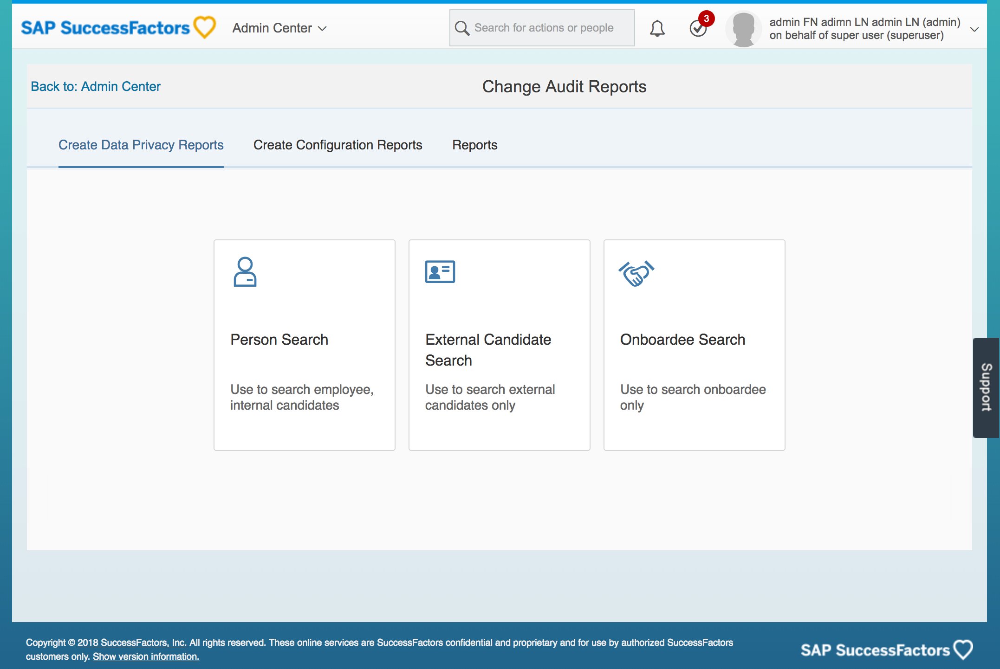 SAP SuccessFactors
Admin Center
Search for actions or people
3
admin FN adimn LN admin LN (admin)
on behalf of super user (superuser)
Back to: Admin Center
Change Audit Reports
Create Data Privacy Reports
Create Configuration Reports
Reports
Person Search
Use to search employee,
internal candidates
External Candidate
Search
Use to search external
candidates only
Onboardee Search
Use to search onboardee
only
Support
Copyright © 2018 SuccessFactors, Inc. All rights reserved. These online services are SuccessFactors confidential and proprietary and for use by authorized SuccessFactors
customers only. Show version information.
SAP SuccessFactors